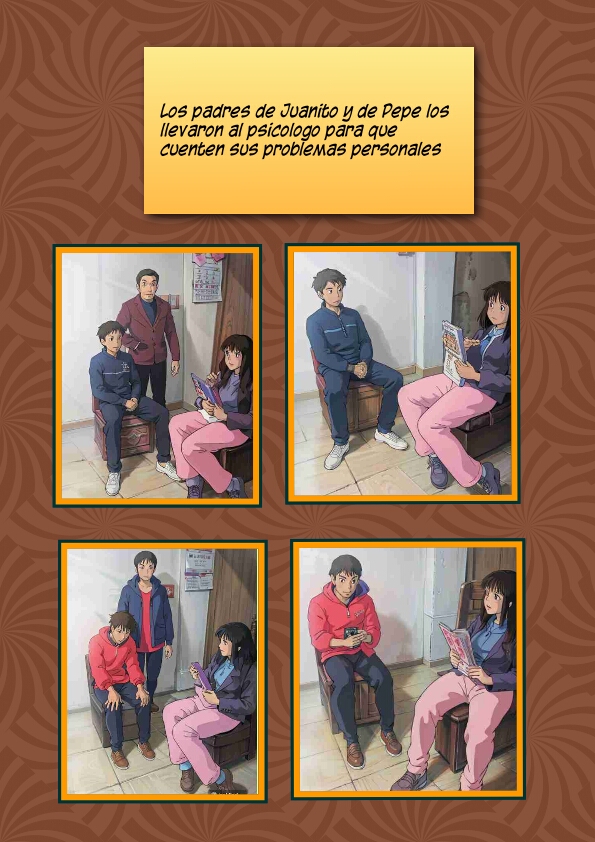 Los padres de Juanito y de Pepe los
llevaron al psicologo para que
cuenten sus problemas personales